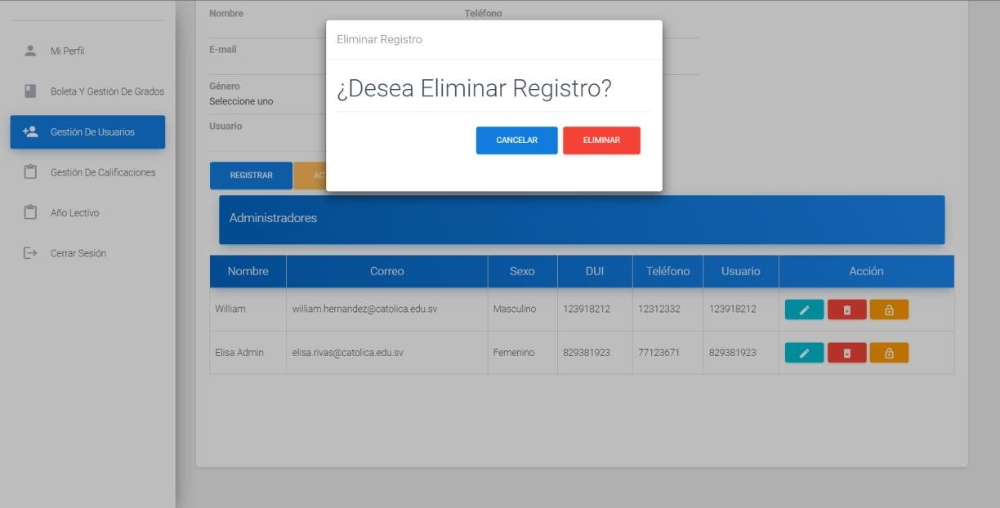 Mi Perfil
Boleta Y Gestión De Grados
Gestión De Usuarios
Gestión De Calificaciones
Año Lectivo
Cerrar Sesión
Nombre Teléfono
E-mail
Género
Seleccione uno
Usuario
REGISTRAR
Eliminar Registro
¿Desea Eliminar Registro?
CANCELAR ELIMINAR
Administradores
Nombre Correo Sexo DUI Teléfono Usuario Acción
William william.hernandez@catolica.edu.sv Masculino 123918212 12312332 123918212
Elisa Admin elisa.rivas@catolica.edu.sv Femenino 829381923 77123671 829381923